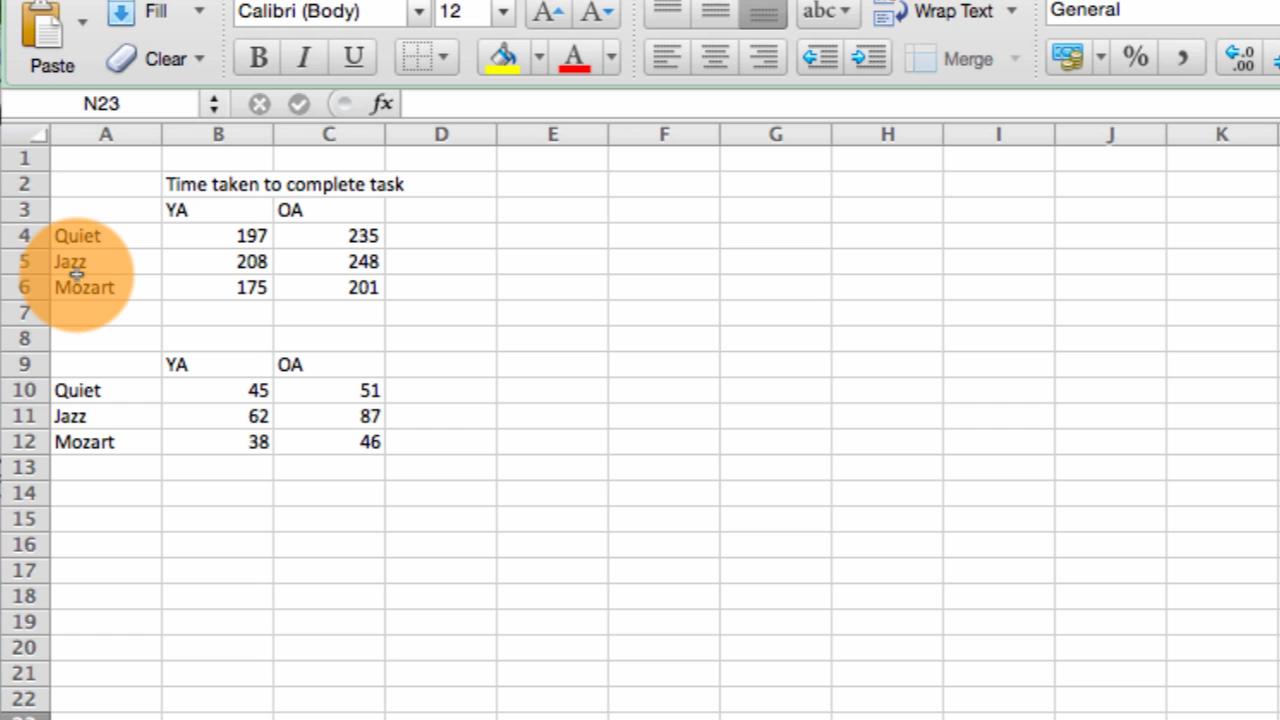 Fill Calibri (Body) 12 A A abc Wrap Text General
Paste Clear B I U A Merge % , .0 .00
N23 fx
A B C D E F G H I J K
1
2 Time taken to complete task
3 YA OA
4 Quiet 197 235
5 Jazz 208 248
6 Mozart 175 201
7
8
9 YA OA
10 Quiet 45 51
11 Jazz 62 87
12 Mozart 38 46
13
14
15
16
17
18
19
20
21
22